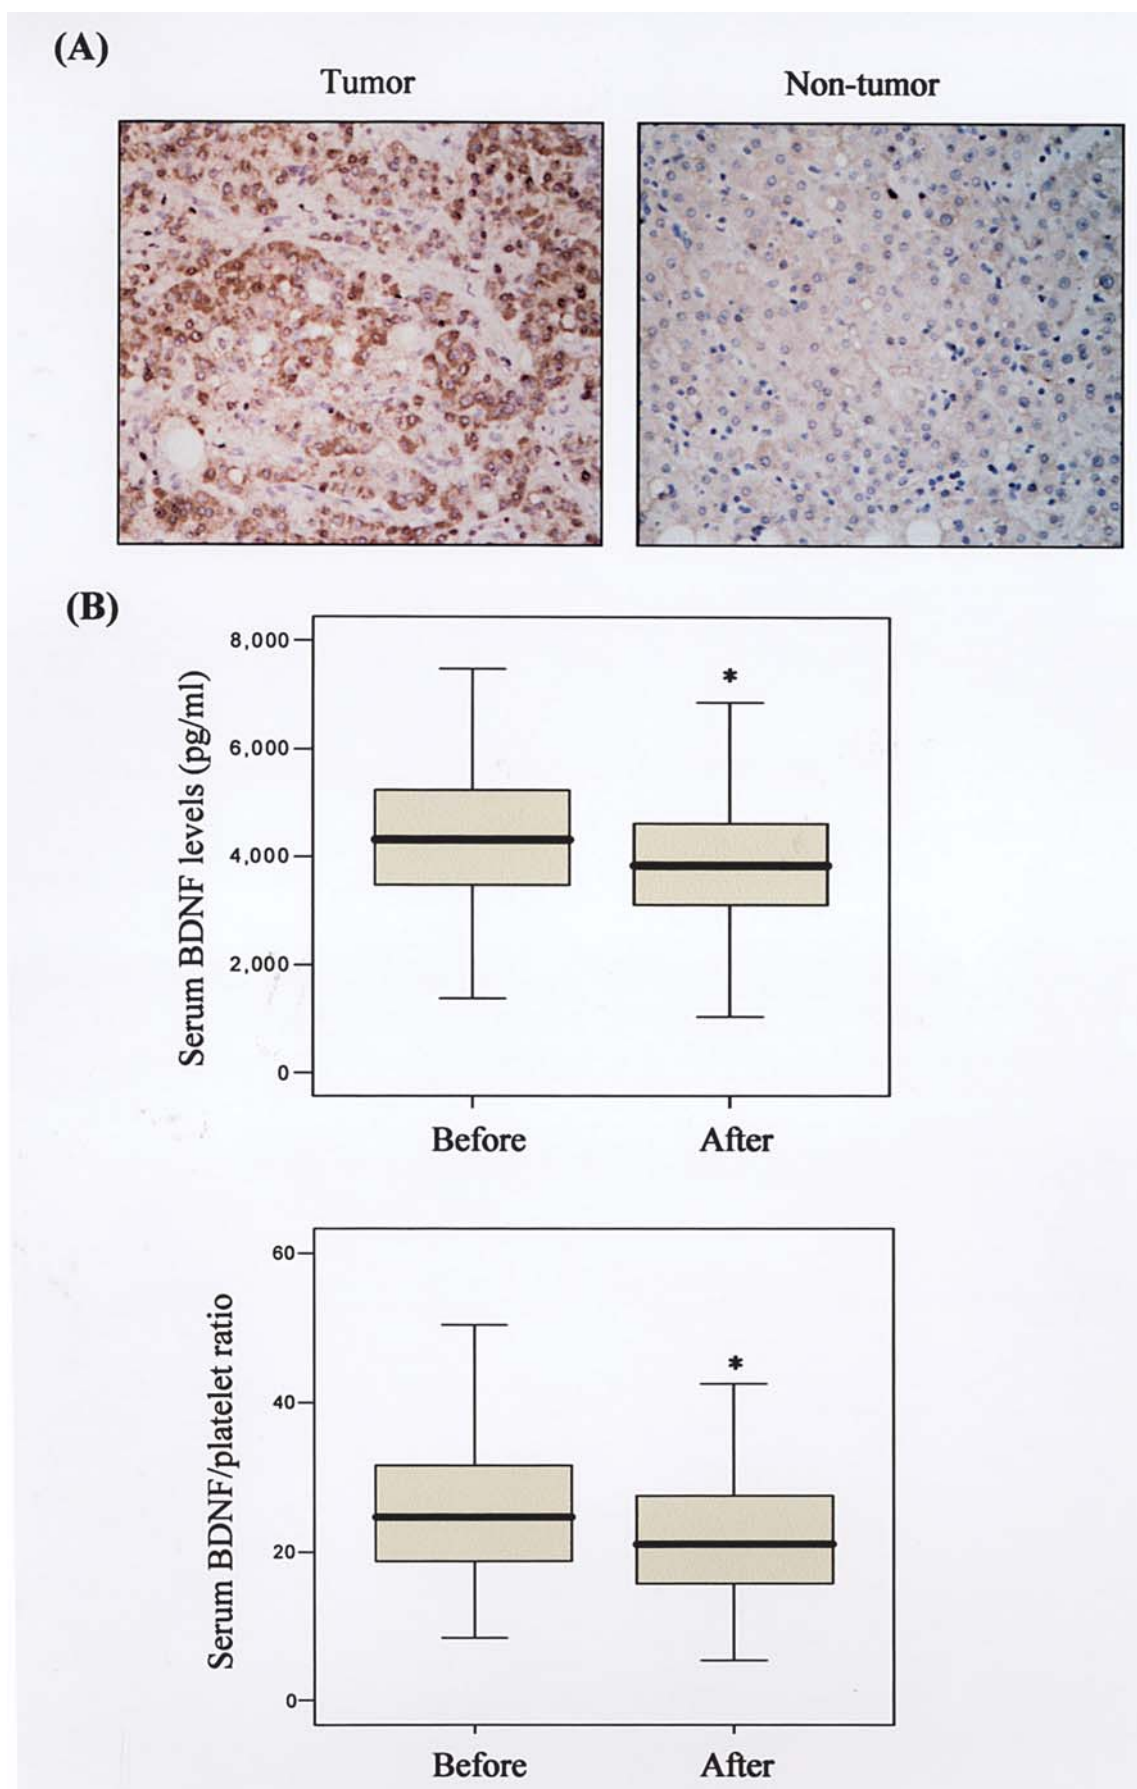 (A)
Tumor
Non-tumor
(B)
Serum BDNF levels (pg/ml)
8,000
6,000
4,000
2,000
0
*
Before
After
Serum BDNF/platelet ratio
60
40
20
0
*
Before
After